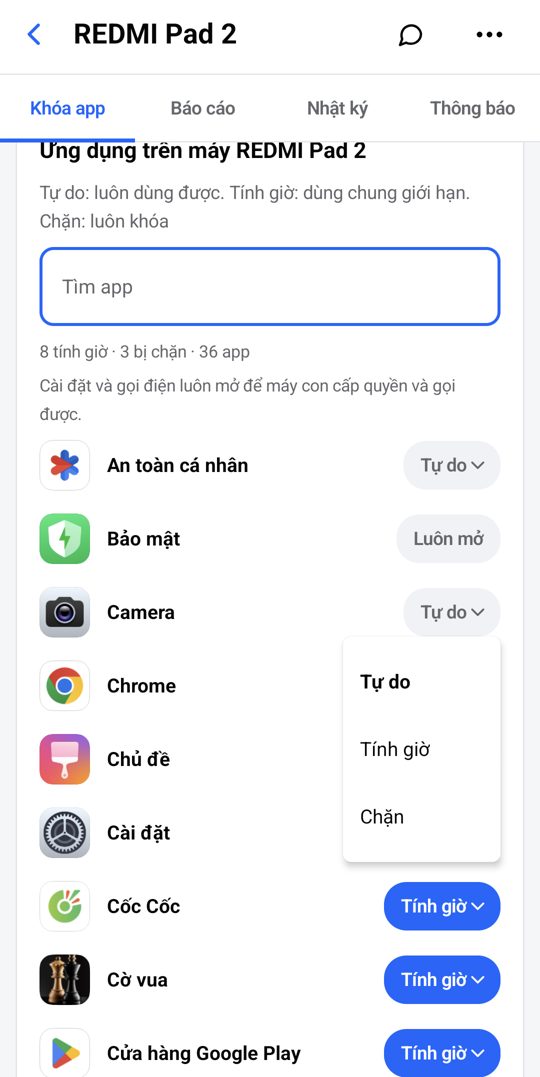 REDMI Pad 2
Khóa app
Báo cáo
Nhật ký
Thông báo
Ứng dụng trên máy REDMI Pad 2
Tự do: luôn dùng được. Tính giờ: dùng chung giới hạn.
Chặn: luôn khóa
Tìm app
8 tính giờ · 3 bị chặn · 36 app
Cài đặt và gọi điện luôn mở để máy con cấp quyền và gọi
được.
An toàn cá nhân
Tự do
Bảo mật
Luôn mở
Camera
Tự do
Chrome
Tự do
Chủ đề
Tính giờ
Cài đặt
Chặn
Cốc Cốc
Tính giờ
Cờ vua
Tính giờ
Cửa hàng Google Play
Tính giờ